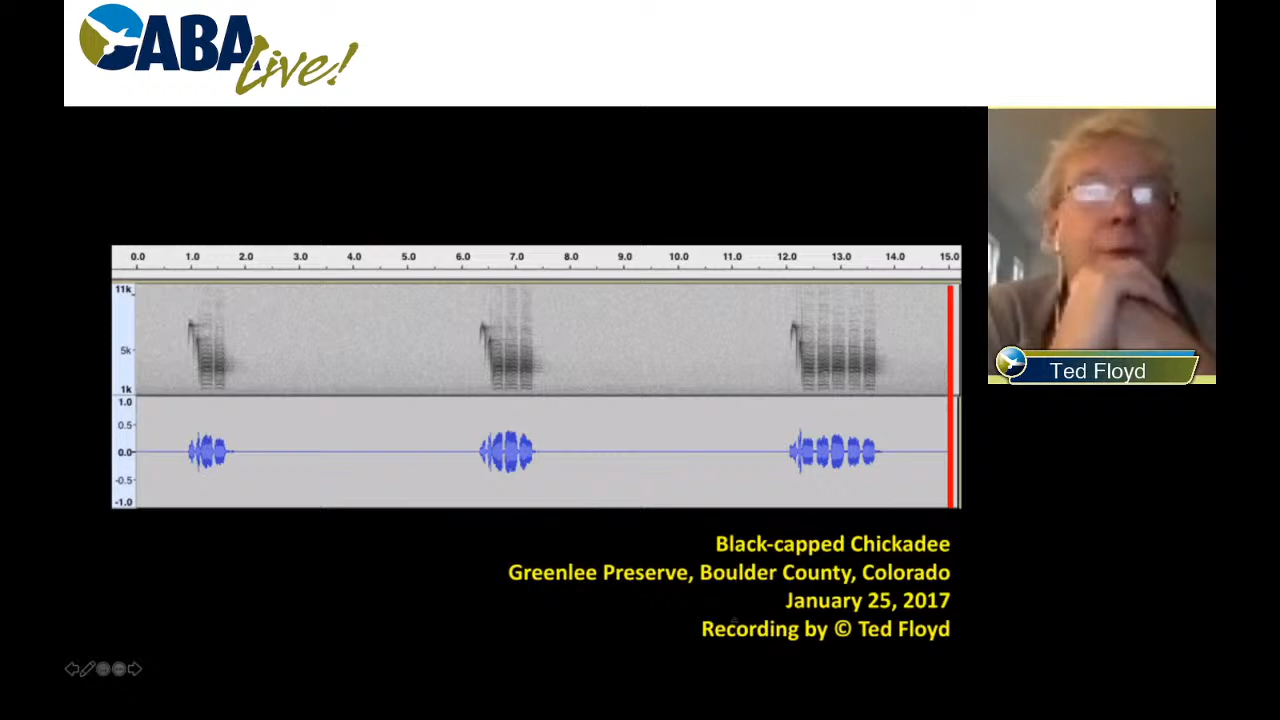 ABA
Live!
0.0 1.0 2.0 3.0 4.0 5.0 6.0 7.0 8.0 9.0 10.0 11.0 12.0 13.0 14.0 15.0
11k
5k
1k
1.0
0.5
0.0
-0.5
-1.0
Ted Floyd
Black-capped Chickadee
Greenlee Preserve, Boulder County, Colorado
January 25, 2017
Recording by © Ted Floyd